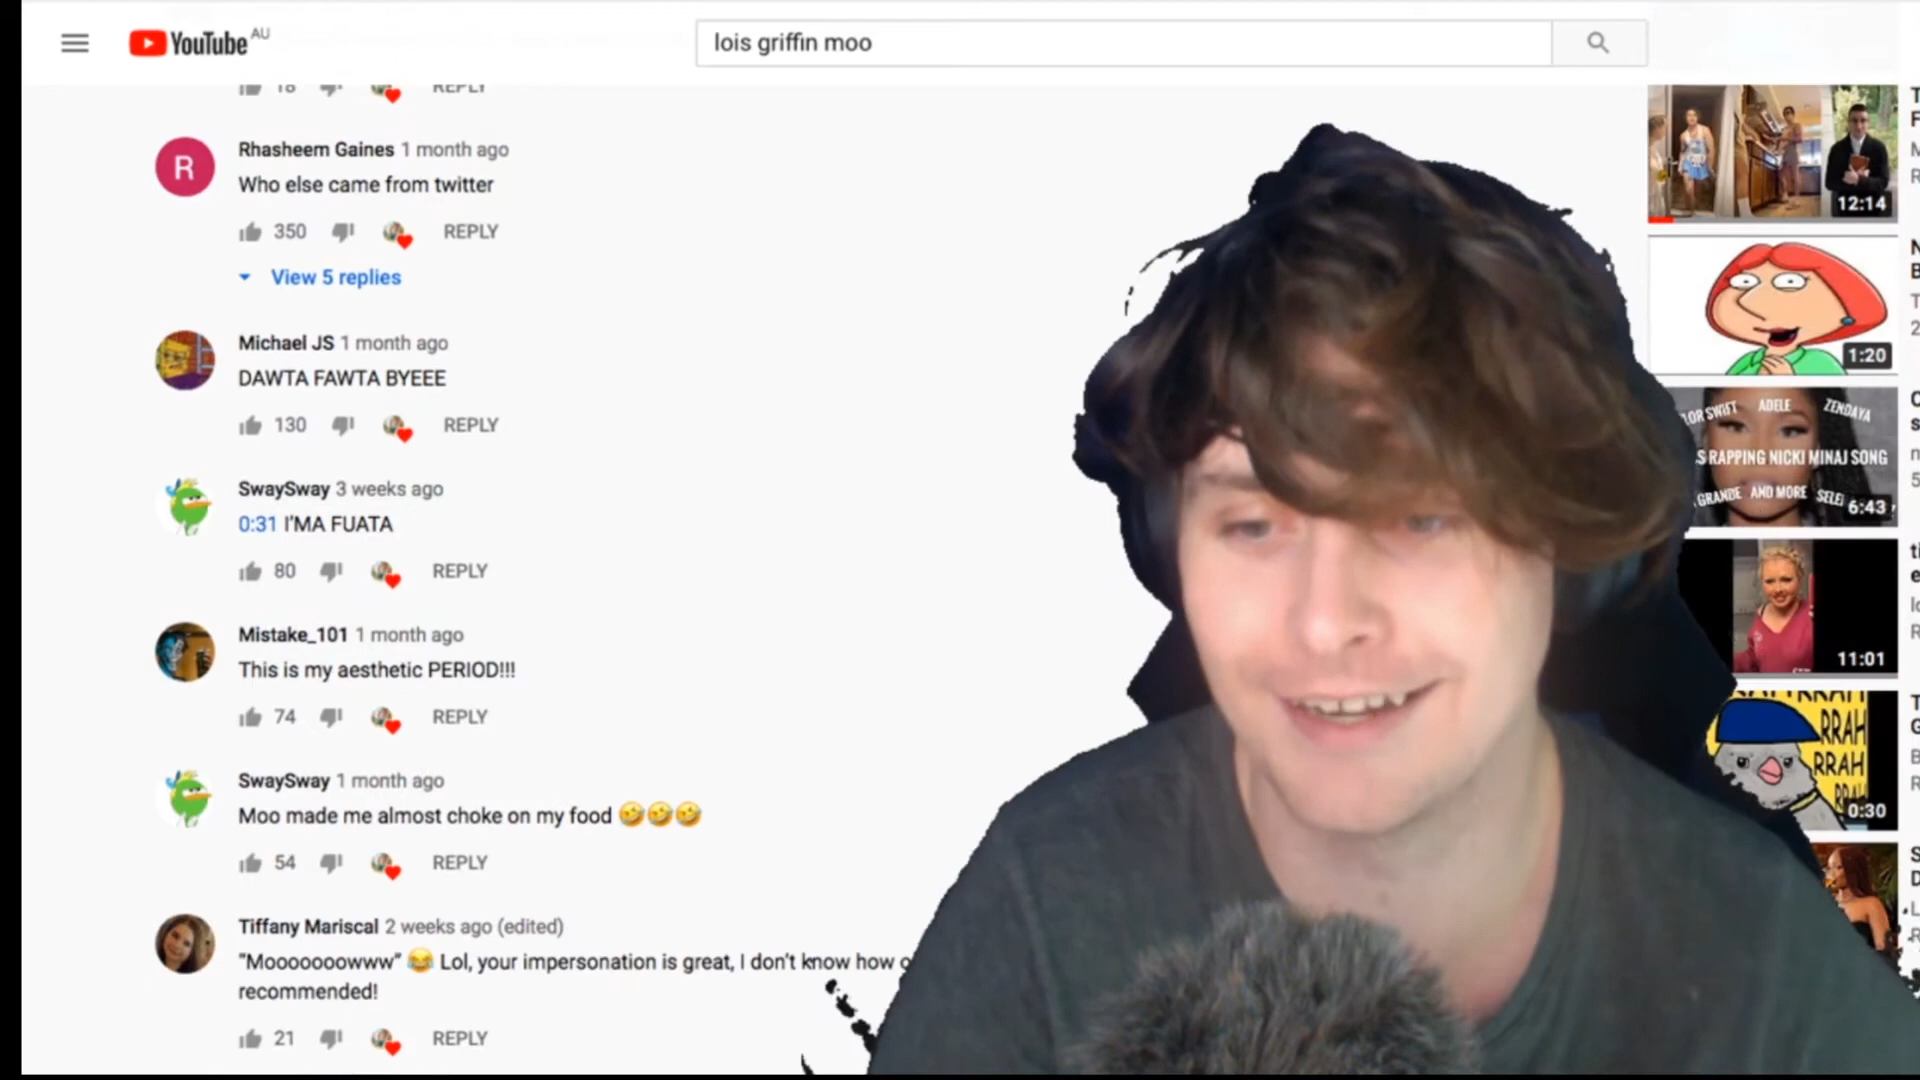 YouTube AU
lois griffin moo
18 REPLY
R
Rhasheem Gaines 1 month ago
Who else came from twitter
350 REPLY
View 5 replies
Michael JS 1 month ago
DAWTA FAWTA BYEEE
130 REPLY
SwaySway 3 weeks ago
0:31 I'MA FUATA
80 REPLY
Mistake_101 1 month ago
This is my aesthetic PERIOD!!!
74 REPLY
SwaySway 1 month ago
Moo made me almost choke on my food 🤣🤣🤣
54 REPLY
Tiffany Mariscal 2 weeks ago (edited)
"Mooooooowww" 😂 Lol, your impersonation is great, I don't know how
recommended!
21 REPLY
12:14
1:20
ADELE ZENDAYA
RAPPING NICKI MINAJ SONG
GRANDE AND MORE
6:43
11:01
RRAH
RRAH
0:30